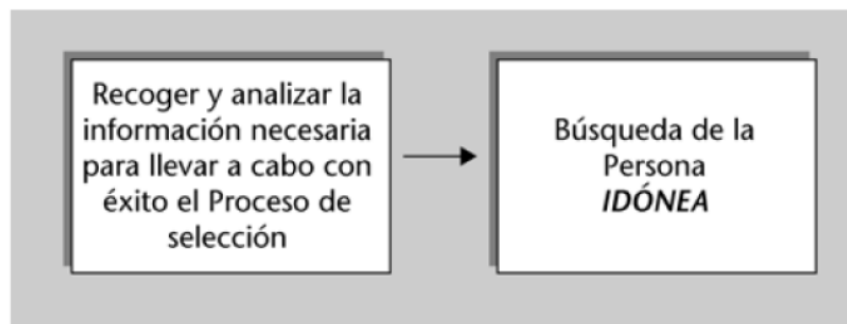 Recoger y analizar la
información necesaria
para llevar a cabo con
éxito el Proceso de
selección
Búsqueda de la
Persona
IDÓNEA